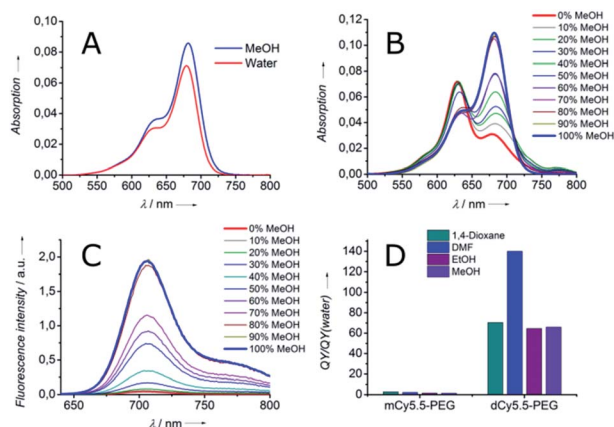 A
Absorption
0,10
0,08
0,06
0,04
0,02
0,00
500 550 600 650 700 750 800
λ / nm
MeOH
Water
B
Absorption
0,12
0,10
0,08
0,06
0,04
0,02
0,00
500 550 600 650 700 750 800
λ / nm
0% MeOH
10% MeOH
20% MeOH
30% MeOH
40% MeOH
50% MeOH
60% MeOH
70% MeOH
80% MeOH
90% MeOH
100% MeOH
C
Fluorescence intensity / a.u.
2,0
1,5
1,0
0,5
0,0
650 700 750 800
λ / nm
0% MeOH
10% MeOH
20% MeOH
30% MeOH
40% MeOH
50% MeOH
60% MeOH
70% MeOH
80% MeOH
90% MeOH
100% MeOH
D
QY/QY(water)
140
120
100
80
60
40
20
0
1,4-Dioxane
DMF
EtOH
MeOH
mCy5.5-PEG dCy5.5-PEG